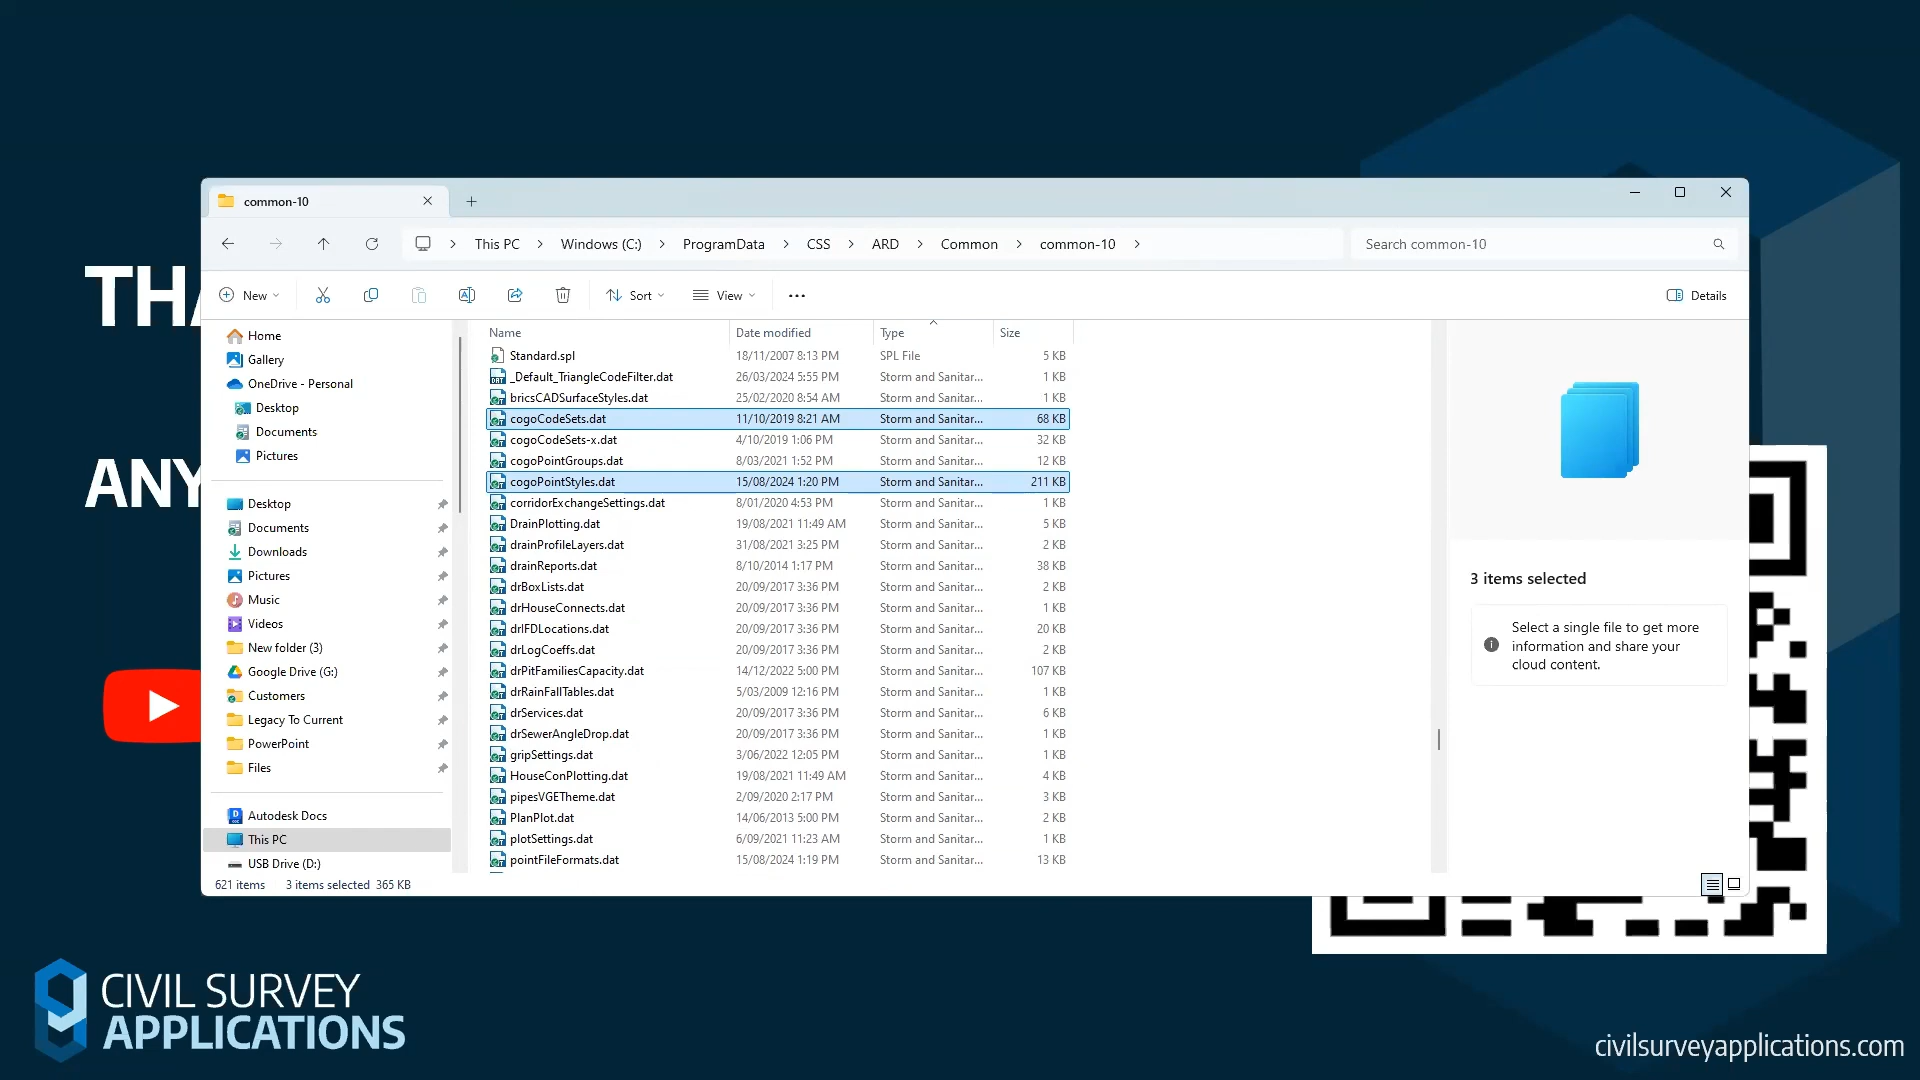 common-10
This PC
Windows (C:)
ProgramData
CSS
ARD
Common
common-10
Search common-10
New
Sort
View
Details
THA
ANY
Home
Gallery
OneDrive - Personal
Desktop
Documents
Pictures
Desktop
Documents
Downloads
Pictures
Music
Videos
New folder (3)
Google Drive (G:)
Customers
Legacy To Current
PowerPoint
Files
Autodesk Docs
This PC
USB Drive (D:)
Name Date modified Type Size
Standard.spl 18/11/2007 8:13 PM SPL File 5 KB
_Default_TriangleCodeFilter.dat 26/03/2024 5:55 PM Storm and Sanitar... 1 KB
bricsCADSurfaceStyles.dat 25/02/2020 8:54 AM Storm and Sanitar... 1 KB
cogoCodeSets.dat 11/10/2019 8:21 AM Storm and Sanitar... 68 KB
cogoCodeSets-x.dat 4/10/2019 1:06 PM Storm and Sanitar... 32 KB
cogoPointGroups.dat 8/03/2021 1:52 PM Storm and Sanitar... 12 KB
cogoPointStyles.dat 15/08/2024 1:20 PM Storm and Sanitar... 211 KB
corridorExchangeSettings.dat 8/01/2020 4:53 PM Storm and Sanitar... 1 KB
DrainPlotting.dat 19/08/2021 11:49 AM Storm and Sanitar... 5 KB
drainProfileLayers.dat 31/08/2021 3:25 PM Storm and Sanitar... 2 KB
drainReports.dat 8/10/2014 1:17 PM Storm and Sanitar... 38 KB
drBoxLists.dat 20/09/2017 3:36 PM Storm and Sanitar... 2 KB
drHouseConnects.dat 20/09/2017 3:36 PM Storm and Sanitar... 1 KB
drIFDLocations.dat 20/09/2017 3:36 PM Storm and Sanitar... 20 KB
drLogCoeffs.dat 20/09/2017 3:36 PM Storm and Sanitar... 2 KB
drPitFamiliesCapacity.dat 14/12/2022 5:00 PM Storm and Sanitar... 107 KB
drRainFallTables.dat 5/03/2009 12:16 PM Storm and Sanitar... 1 KB
drServices.dat 20/09/2017 3:36 PM Storm and Sanitar... 6 KB
drSewerAngleDrop.dat 20/09/2017 3:36 PM Storm and Sanitar... 1 KB
gripSettings.dat 3/06/2022 12:05 PM Storm and Sanitar... 1 KB
HouseConPlotting.dat 19/08/2021 11:49 AM Storm and Sanitar... 4 KB
pipesVGETheme.dat 2/09/2020 2:17 PM Storm and Sanitar... 3 KB
PlanPlot.dat 14/06/2013 5:00 PM Storm and Sanitar... 2 KB
plotSettings.dat 6/09/2021 11:23 AM Storm and Sanitar... 1 KB
pointFileFormats.dat 15/08/2024 1:19 PM Storm and Sanitar... 13 KB
3 items selected
Select a single file to get more
information and share your
cloud content.
621 items 3 items selected 365 KB
CIVIL SURVEY
APPLICATIONS
civilsurveyapplications.com